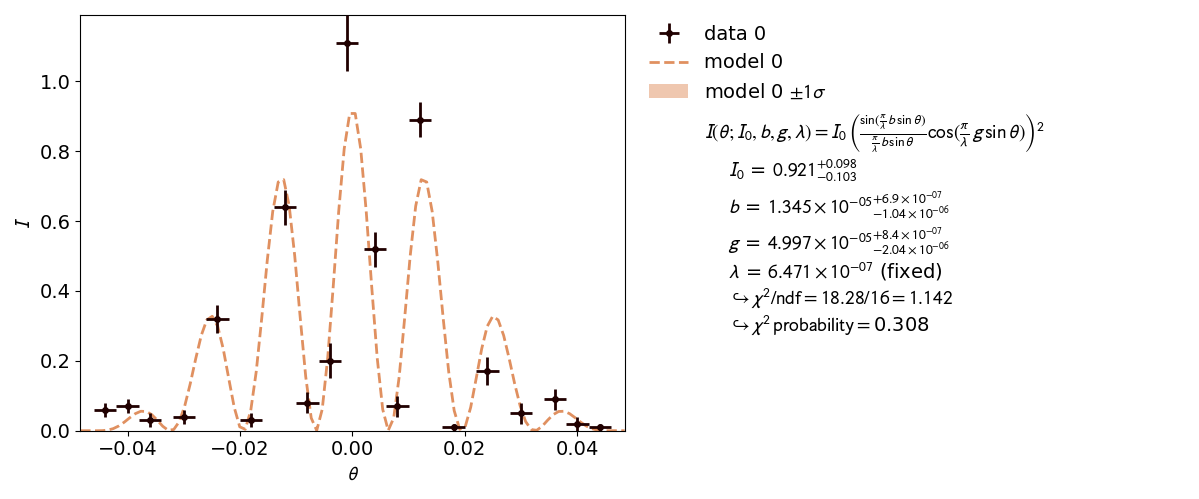 1.0
0.8
0.6
0.4
0.2
0.0
I
−0.04
−0.02
0.00
0.02
0.04
θ
data 0
model 0
model 0 ±1σ
I(θ; I₀, b, g, λ) = I₀ (sin(π/λ b sin θ) / (π/λ b sin θ) cos(π/λ g sin θ))²
I₀ = 0.921 +0.098 −0.103
b = 1.345 × 10⁻⁰⁵ +6.9 × 10⁻⁰⁷ −1.04 × 10⁻⁰⁶
g = 4.997 × 10⁻⁰⁵ +8.4 × 10⁻⁰⁷ −2.04 × 10⁻⁰⁶
λ = 6.471 × 10⁻⁰⁷ (fixed)
↪ χ²/ndf = 18.28/16 = 1.142
↪ χ² probability = 0.308